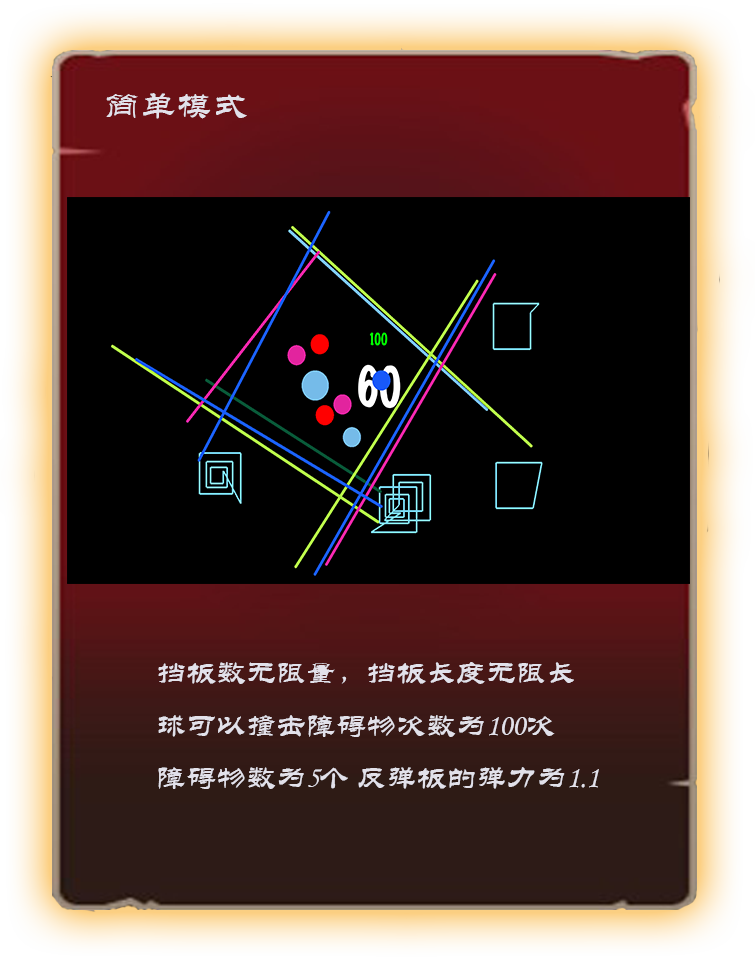 简单模式
100
60
挡板数无限量，挡板长度无限长
球可以撞击障碍物次数为100次
障碍物数为5个 反弹板的弹力为1.1